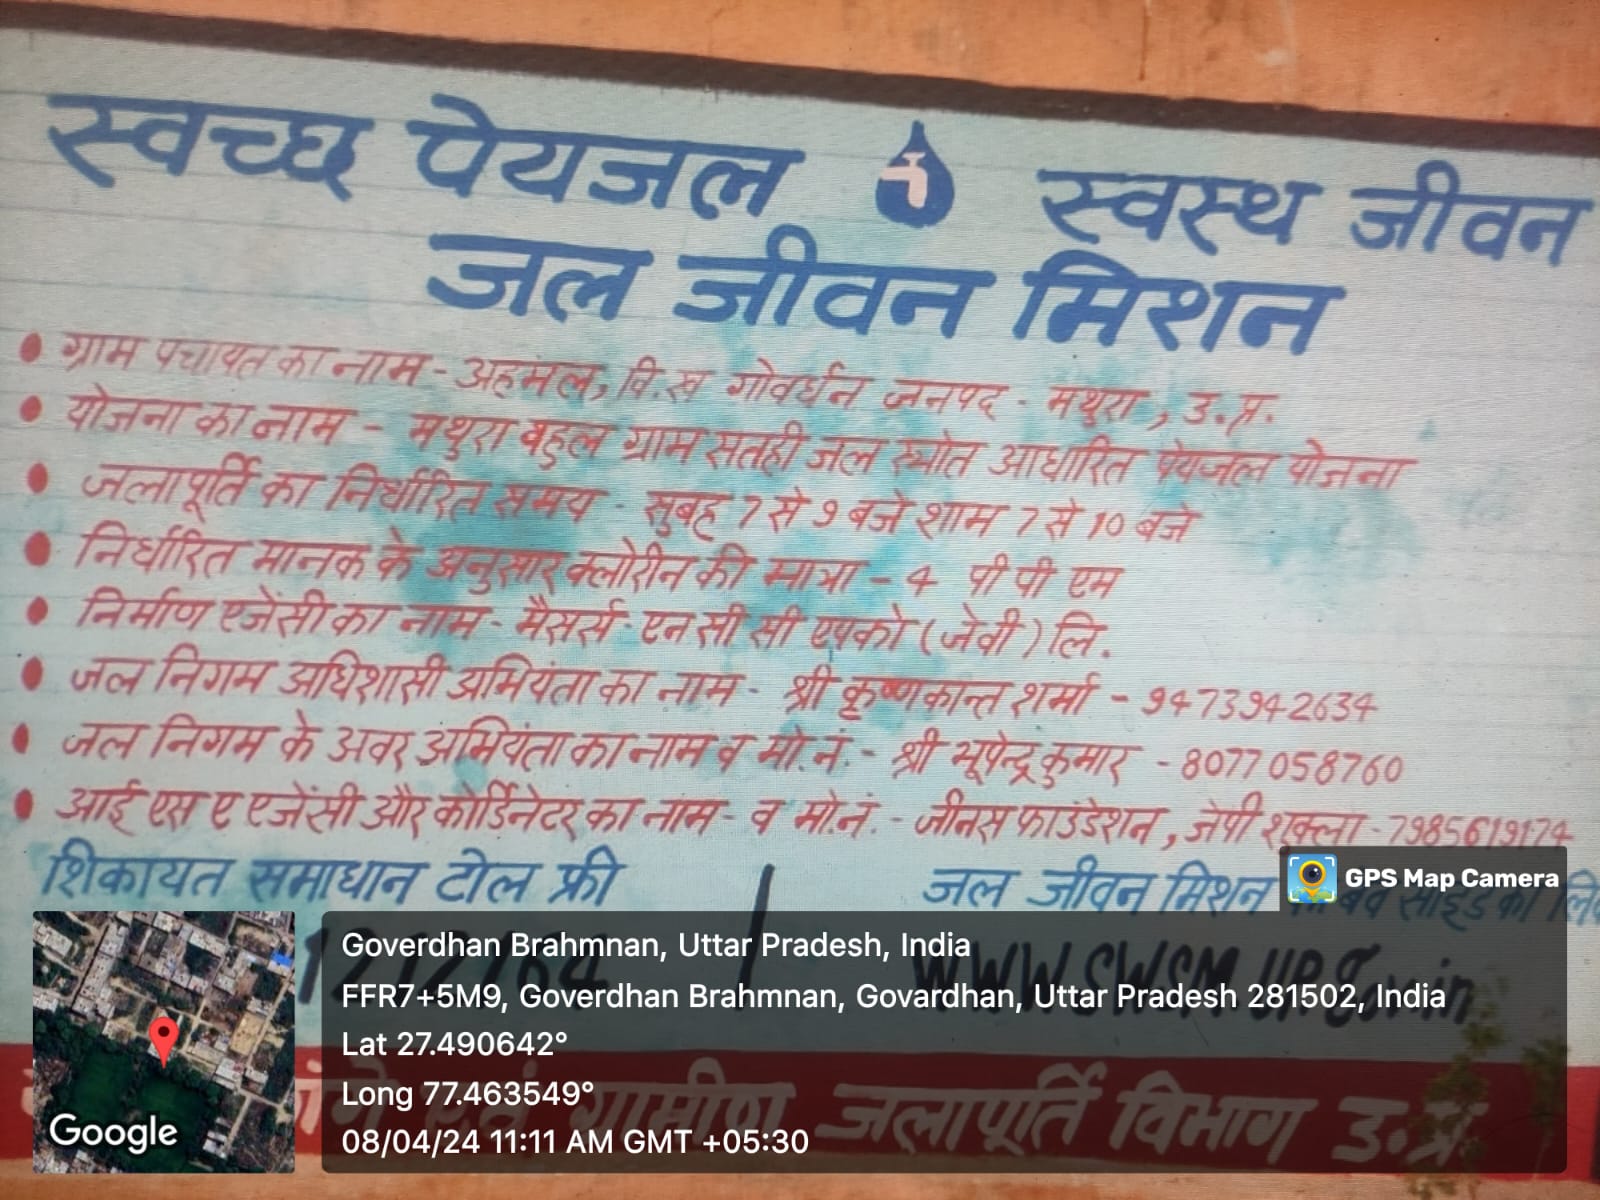 स्वच्छ पेयजल स्वस्थ जीवन
जल जीवन मिशन
• ग्राम पंचायत का नाम - अहमल, वि.ख गोवर्धन जनपद - मथुरा, उ.प्र.
• योजना का नाम - मथुरा बहुल ग्राम सतही जल स्त्रोत आधारित पेयजल योजना
• जलापूर्ति का निर्धारित समय - सुबह 7 से 9 बजे शाम 7 से 10 बजे
• निर्धारित मानक के अनुसार क्लोरीन की मात्रा - 4 पी पी एम
• निर्माण एजेंसी का नाम - मैसर्स एन सी सी एपको (जेवी) लि.
• जल निगम अधिशासी अभियंता का नाम - श्री कृष्णकान्त शर्मा - 9473942634
• जल निगम के अवर अभियंता का नाम व मो.नं. - श्री भूपेन्द्र कुमार - 8077058760
• आई एस ए एजेंसी और कोर्डिनेटर का नाम - व मो.नं. - जीनस फाउंडेशन, जेपी शुक्ला - 7985619174
शिकायत समाधान टोल फ्री
जल जीवन मिशन
GPS Map Camera
WWW.SWSM.UP.gov.in
Goverdhan Brahmnan, Uttar Pradesh, India
FFR7+5M9, Goverdhan Brahmnan, Govardhan, Uttar Pradesh 281502, India
Lat 27.490642°
Long 77.463549°
08/04/24 11:11 AM GMT +05:30
Google
ग्रामीण जलापूर्ति विभाग उ.प्र.